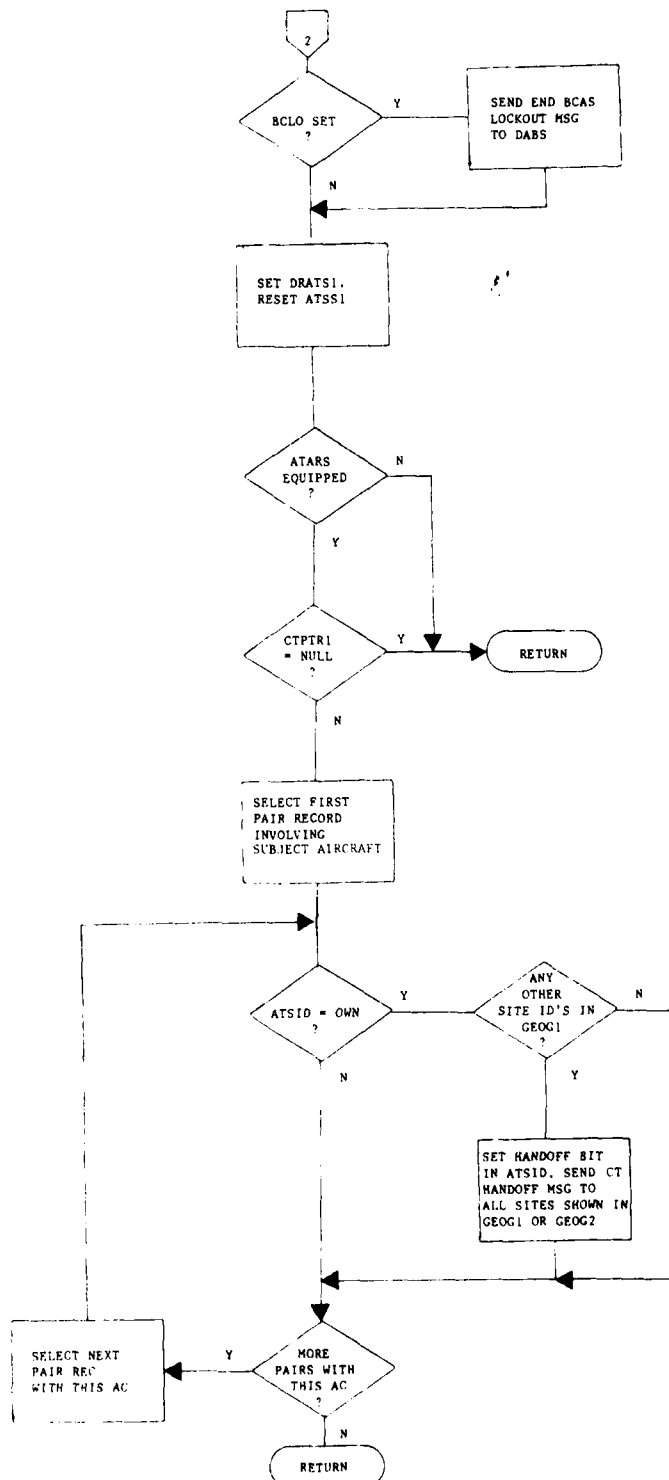 2
BCLO SET
?
Y
N
SEND END BCAS
LOCKOUT MSG
TO DABS
SET DRATS1.
RESET ATSS1
ATARS
EQUIPPED
?
N
Y
CTPTR1
= NULL
?
Y
N
RETURN
SELECT FIRST
PAIR RECORD
INVOLVING
SUBJECT AIRCRAFT
ATSID = OWN
?
Y
N
ANY
OTHER
SITE ID'S IN
GEOG1
?
N
Y
SET HANDOFF BIT
IN ATSID. SEND CT
HANDOFF MSG TO
ALL SITES SHOWN IN
GEOG1 OR GEOG2
MORE
PAIRS WITH
THIS AC
?
Y
N
SELECT NEXT
PAIR REC
WITH THIS AC
RETURN